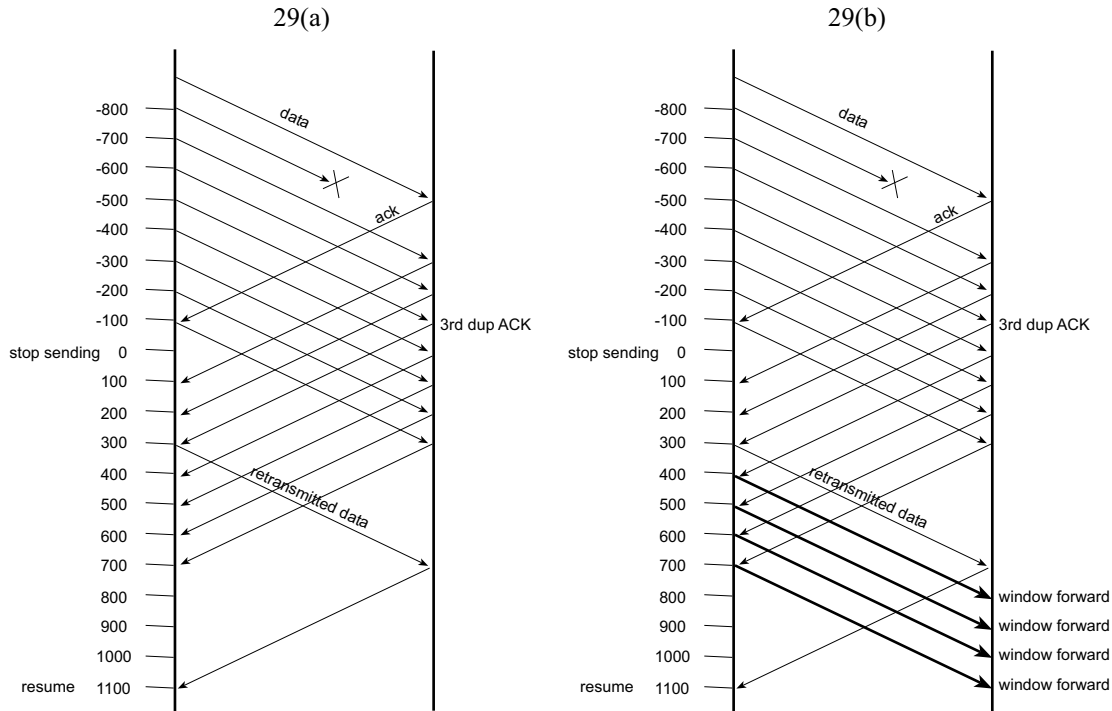 29(a)
data
-800
-700
-600
-500
ack
-400
-300
-200
-100
3rd dup ACK
stop sending 0
100
200
300
400
retransmitted data
500
600
700
800
900
1000
resume 1100
29(b)
data
-800
-700
-600
-500
ack
-400
-300
-200
-100
3rd dup ACK
stop sending 0
100
200
300
400
retransmitted data
500
600
700
800
window forward
900
window forward
1000
window forward
resume 1100
window forward